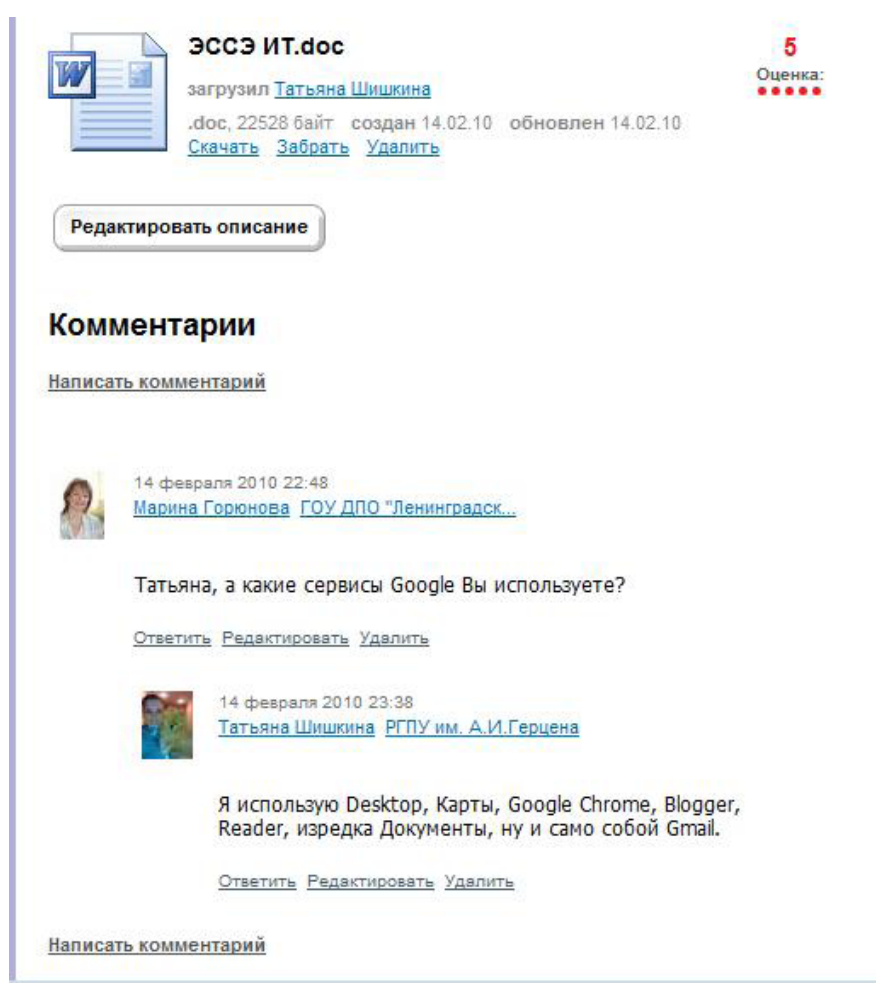 ЭССЭ ИТ.doc
5
загрузил Татьяна Шишкина
Оценка:
.doc, 22528 байт создан 14.02.10 обновлен 14.02.10
Скачать Забрать Удалить
Редактировать описание
Комментарии
Написать комментарий
14 февраля 2010 22:48
Марина Горюнова ГОУ ДПО "Ленинградск...
Татьяна, а какие сервисы Google Вы используете?
Ответить Редактировать Удалить
14 февраля 2010 23:38
Татьяна Шишкина РГПУ им. А.И.Герцена
Я использую Desktop, Карты, Google Chrome, Blogger,
Reader, изредка Документы, ну и само собой Gmail.
Ответить Редактировать Удалить
Написать комментарий